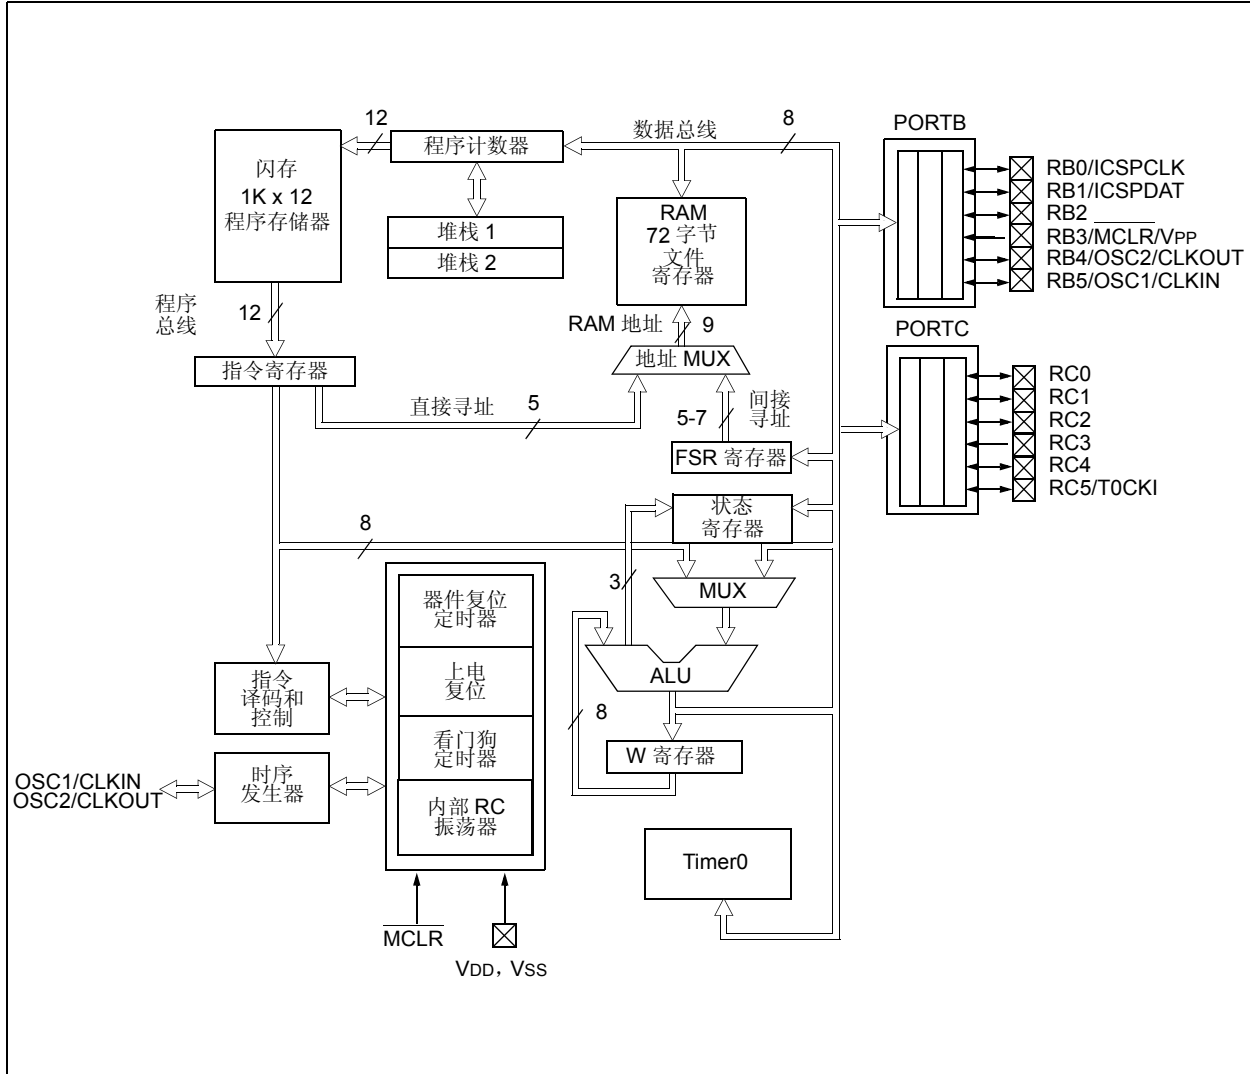 12
数据总线
8
PORTB
闪存
1K x 12
程序存储器
程序计数器
堆栈 1
堆栈 2
RAM
72 字节
文件
寄存器
RB0/ICSPCLK
RB1/ICSPDAT
RB2
RB3/MCLR/VPP
RB4/OSC2/CLKOUT
RB5/OSC1/CLKIN
程序
总线
12
RAM 地址
9
PORTC
指令寄存器
地址 MUX
直接寻址
5
5-7
间接
寻址
FSR 寄存器
RC0
RC1
RC2
RC3
RC4
RC5/T0CKI
状态
寄存器
8
3
MUX
器件复位
定时器
上电
复位
看门狗
定时器
内部 RC
振荡器
ALU
8
W 寄存器
指令
译码和
控制
时序
发生器
OSC1/CLKIN
OSC2/CLKOUT
Timer0
MCLR
VDD，VSS